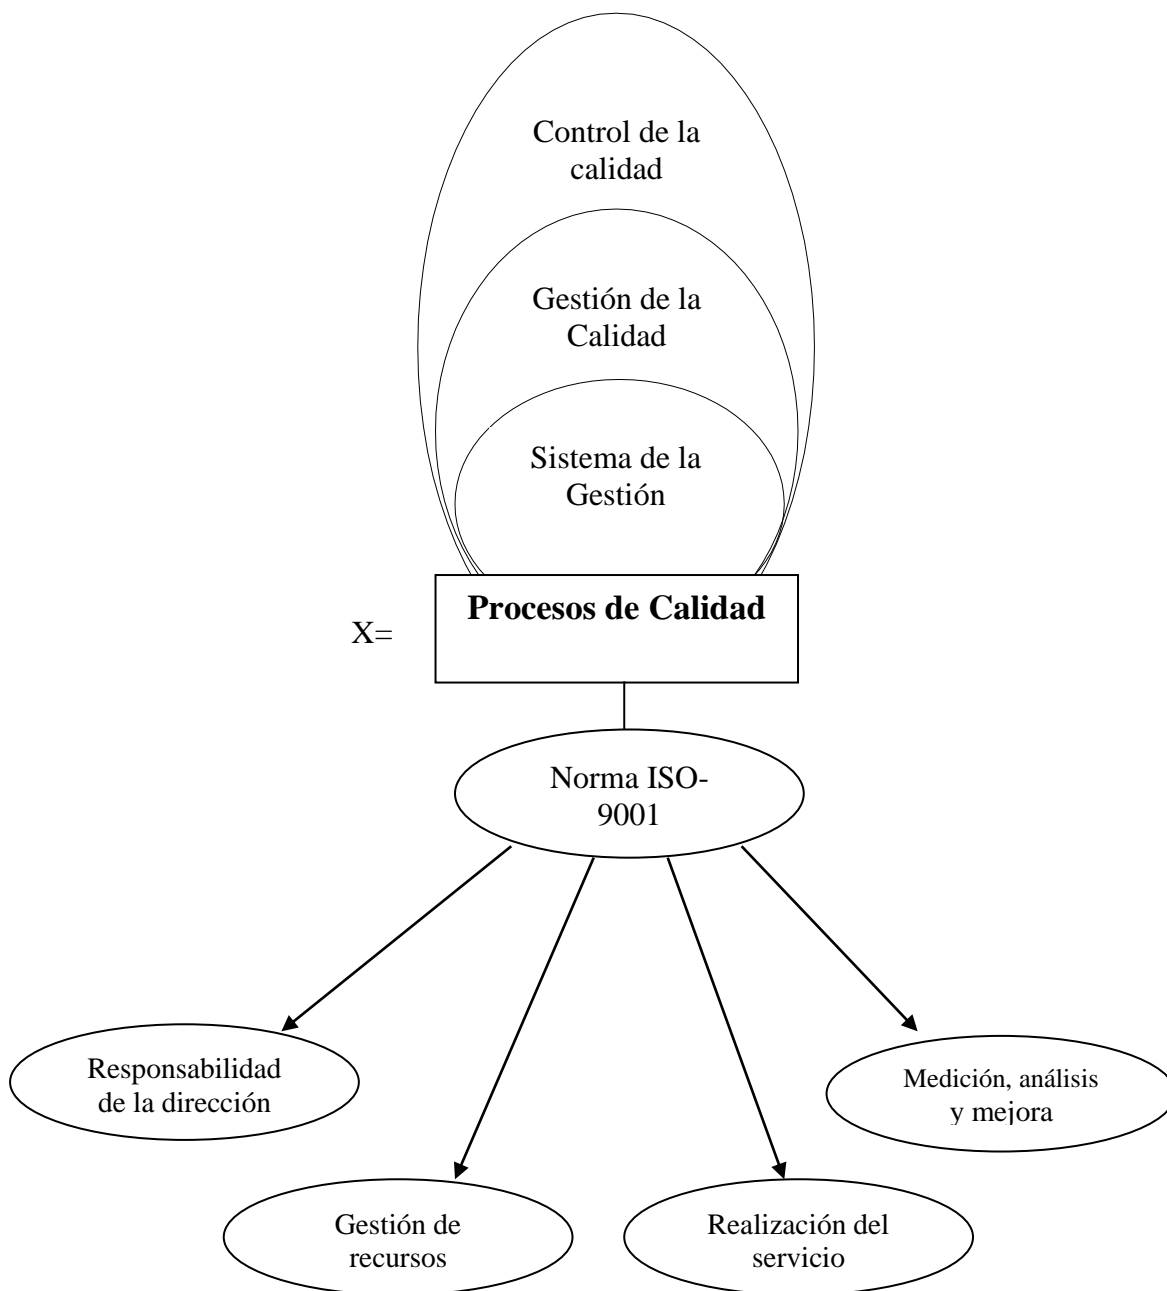 Control de la
calidad
Gestión de la
Calidad
Sistema de la
Gestión
Procesos de Calidad
X=
Norma ISO-
9001
Responsabilidad
de la dirección
Medición, análisis
y mejora
Gestión de
recursos
Realización del
servicio